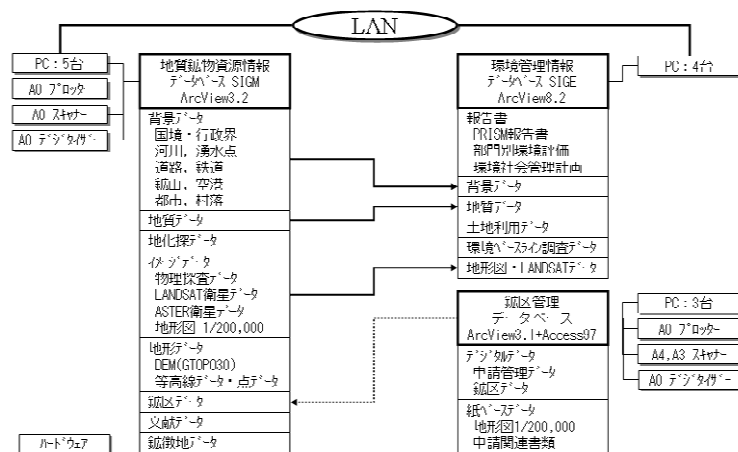 LAN
PC：5台
A0 プロッタ
A0 スキャナー
A0 デジタイザー
地質鉱物資源情報
データベース SIGM
ArcView3.2
背景データ
国境・行政界
河川, 湧水点
道路, 鉄道
鉱山, 空港
都市, 村落
地質データ
地化探データ
イメージデータ
物理探査データ
LANDSAT衛星データ
ASTER衛星データ
地形図 1/200,000
地形データ
DEM(GTOPO30)
等高線データ・点データ
鉱区データ
文献データ
鉱徴地データ
ハードウェア
環境管理情報
データベース SIGE
ArcView8.2
報告書
PRISM報告書
部門別環境評価
環境社会管理計画
背景データ
地質データ
土地利用データ
環境ベースライン調査データ
地形図・LANDSATデータ
PC：4台
鉱区管理
データベース
ArcView3.1+Access97
デジタルデータ
申請管理データ
鉱区データ
紙ベースデータ
地形図1/200,000
申請関連書類
PC：3台
A0 プロッター
A4,A3 スキャナー
A0 デジタイザー